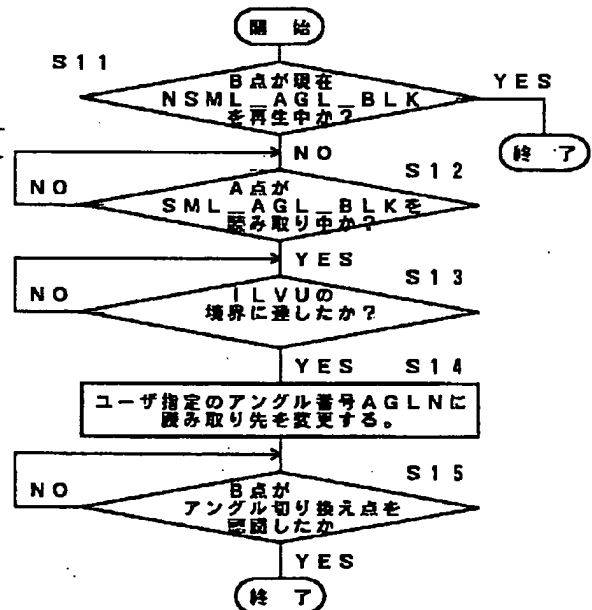 開 始
S11
B点が現在
NSML_AGL_BLK
を再生中か?
YES
終 了
NO
S12
A点が
SML_AGL_BLKを
読み取り中か?
NO
YES
S13
ILVUの
境界に達したか?
NO
YES
S14
ユーザ指定のアングル番号AGLNに
読み取り先を変更する。
S15
B点が
アングル切り換え点を
認識したか
NO
YES
終 了